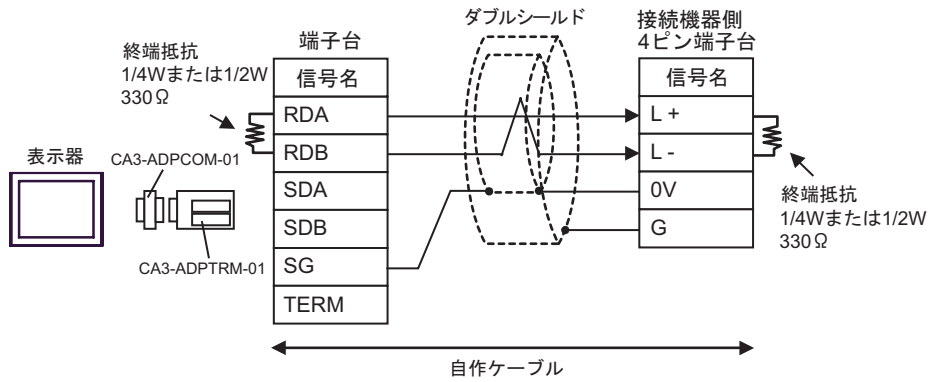 ダブルシールド
接続機器側
4ピン端子台
端子台
終端抵抗
1/4Wまたは1/2W
330Ω
信号名
RDA
RDB
SDA
SDB
SG
TERM
信号名
L +
L -
0V
G
表示器
CA3-ADPCOM-01
CA3-ADPTRM-01
終端抵抗
1/4Wまたは1/2W
330Ω
自作ケーブル